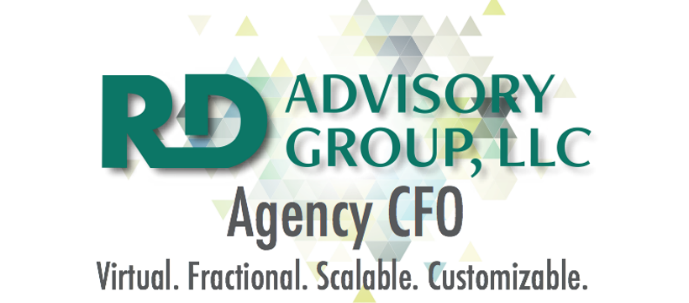 RD ADVISORY
GROUP, LLC
Agency CFO
Virtual. Fractional. Scalable. Customizable.